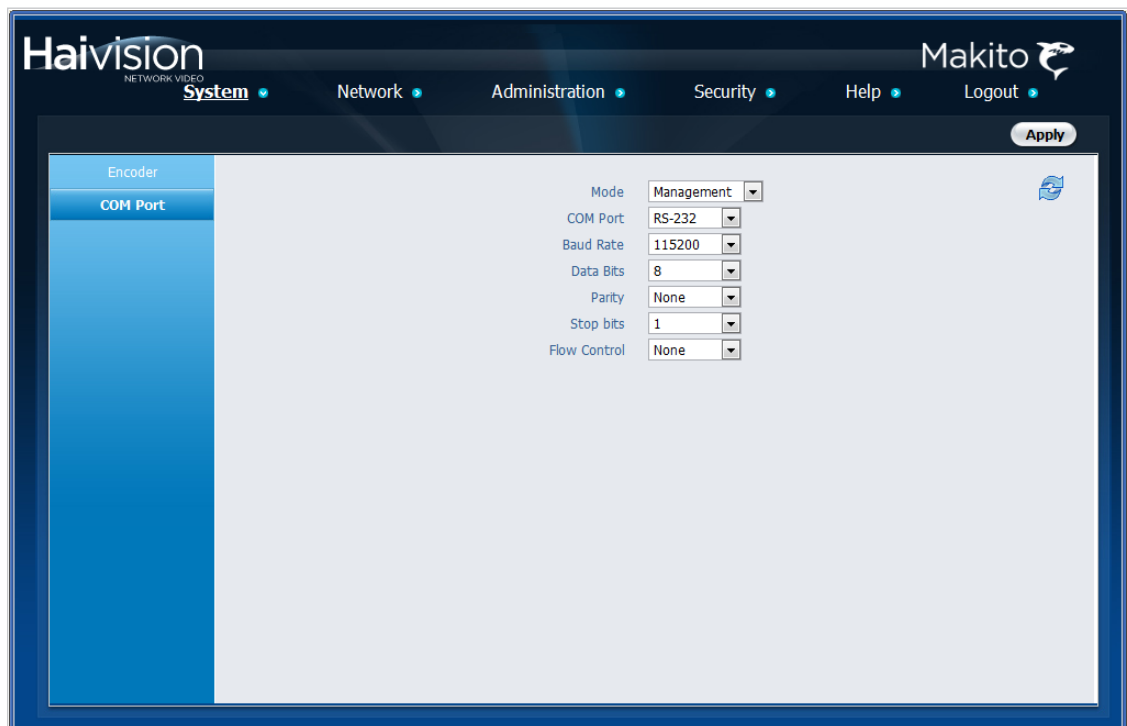 Haivision
NETWORK VIDEO
Makito
System Network Administration Security Help Logout
Apply
Encoder
COM Port
Mode Management
COM Port RS-232
Baud Rate 115200
Data Bits 8
Parity None
Stop bits 1
Flow Control None